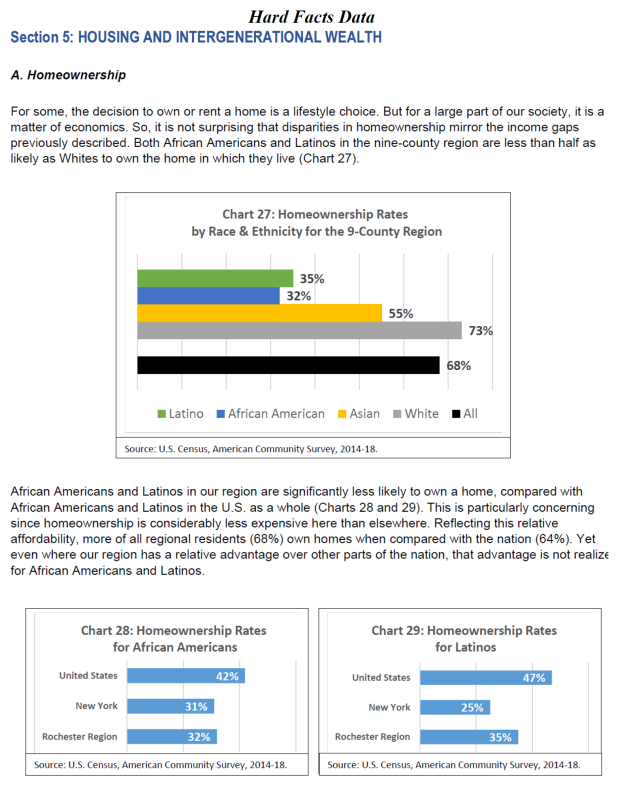 Hard Facts Data
Section 5: HOUSING AND INTERGENERATIONAL WEALTH
A. Homeownership
For some, the decision to own or rent a home is a lifestyle choice. But for a large part of our society, it is a
matter of economics. So, it is not surprising that disparities in homeownership mirror the income gaps
previously described. Both African Americans and Latinos in the nine-county region are less than half as
likely as Whites to own the home in which they live (Chart 27).
Chart 27: Homeownership Rates
by Race & Ethnicity for the 9-County Region
35%
32%
55%
73%
68%
Latino African American Asian White All
Source: U.S. Census, American Community Survey, 2014-18.
African Americans and Latinos in our region are significantly less likely to own a home, compared with
African Americans and Latinos in the U.S. as a whole (Charts 28 and 29). This is particularly concerning
since homeownership is considerably less expensive here than elsewhere. Reflecting this relative
affordability, more of all regional residents (68%) own homes when compared with the nation (64%). Yet
even where our region has a relative advantage over other parts of the nation, that advantage is not realize
for African Americans and Latinos.
Chart 28: Homeownership Rates
for African Americans
United States 42%
New York 31%
Rochester Region 32%
Source: U.S. Census, American Community Survey, 2014-18.
Chart 29: Homeownership Rates
for Latinos
United States 47%
New York 25%
Rochester Region 35%
Source: U.S. Census, American Community Survey, 2014-18.